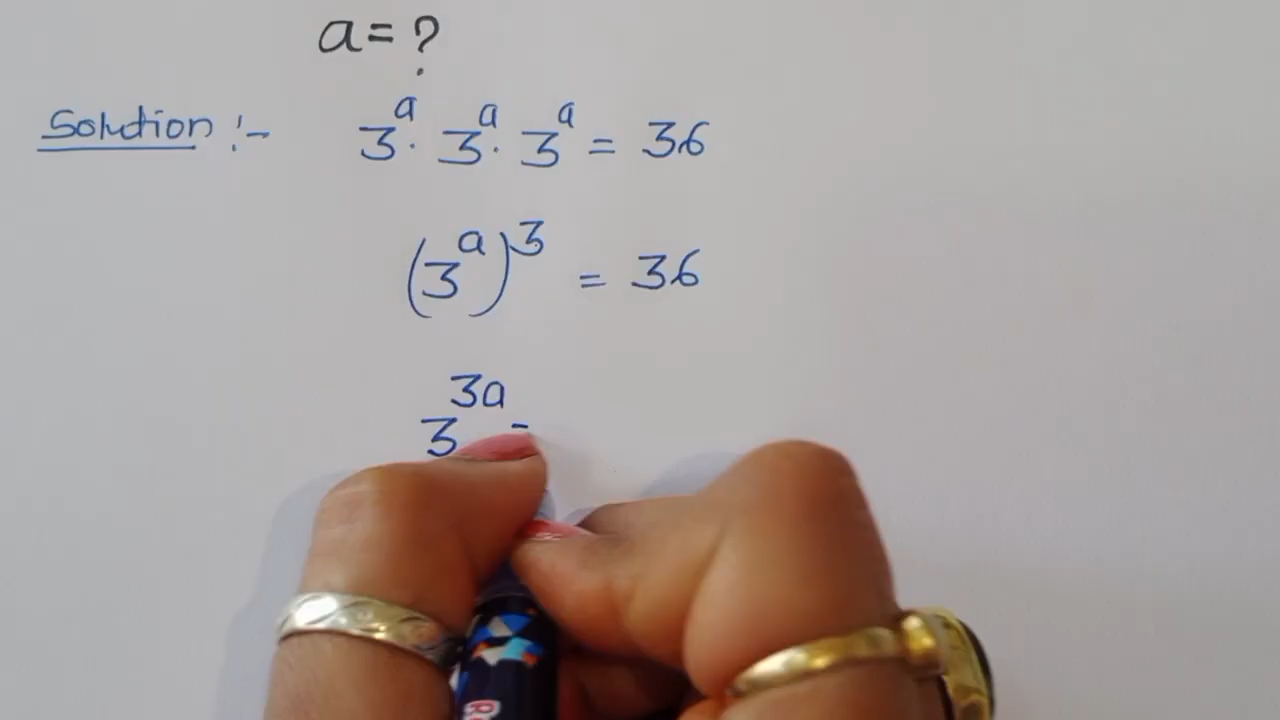 a = ?
Solution :- 3^a · 3^a · 3^a = 36
(3^a)^3 = 36
3^3a =